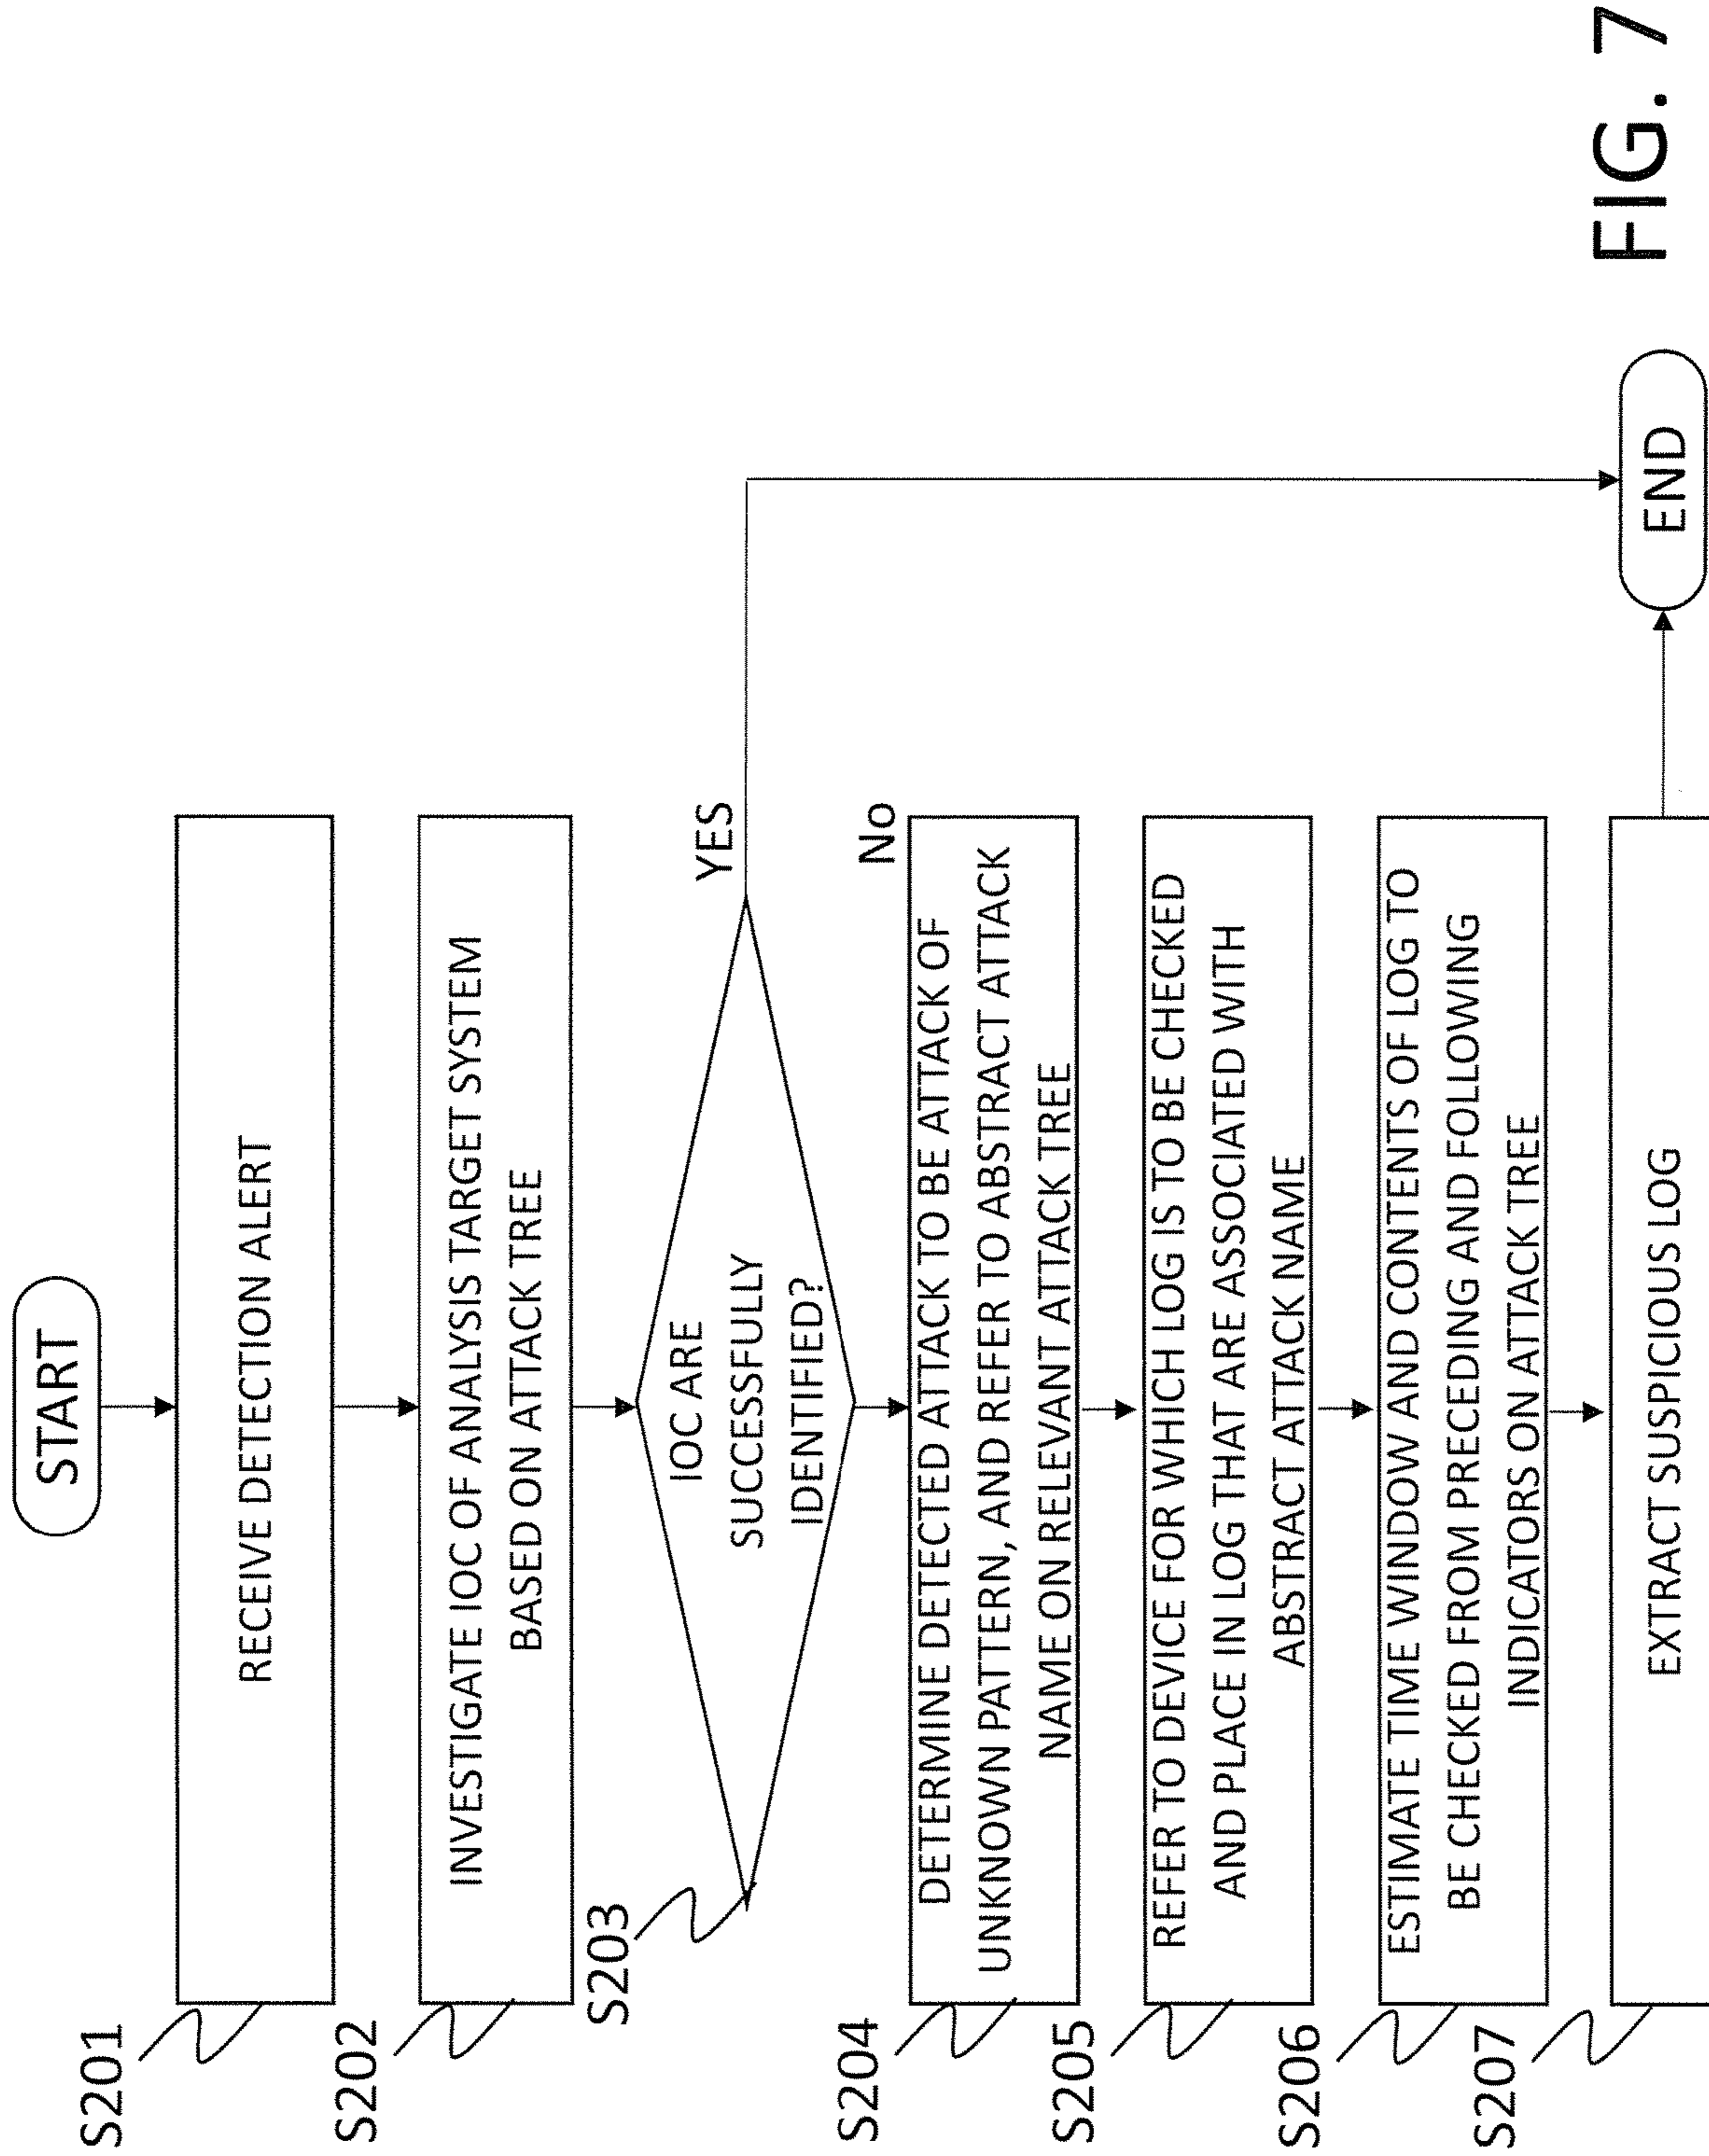 START
S201
RECEIVE DETECTION ALERT
S202
INVESTIGATE IOC OF ANALYSIS TARGET SYSTEM
BASED ON ATTACK TREE
S203
IOC ARE
SUCCESSFULLY
IDENTIFIED?
YES
No
S204
DETERMINE DETECTED ATTACK TO BE ATTACK OF
UNKNOWN PATTERN, AND REFER TO ABSTRACT ATTACK
NAME ON RELEVANT ATTACK TREE
S205
REFER TO DEVICE FOR WHICH LOG IS TO BE CHECKED
AND PLACE IN LOG THAT ARE ASSOCIATED WITH
ABSTRACT ATTACK NAME
S206
ESTIMATE TIME WINDOW AND CONTENTS OF LOG TO
BE CHECKED FROM PRECEDING AND FOLLOWING
INDICATORS ON ATTACK TREE
S207
EXTRACT SUSPICIOUS LOG
END
FIG. 7